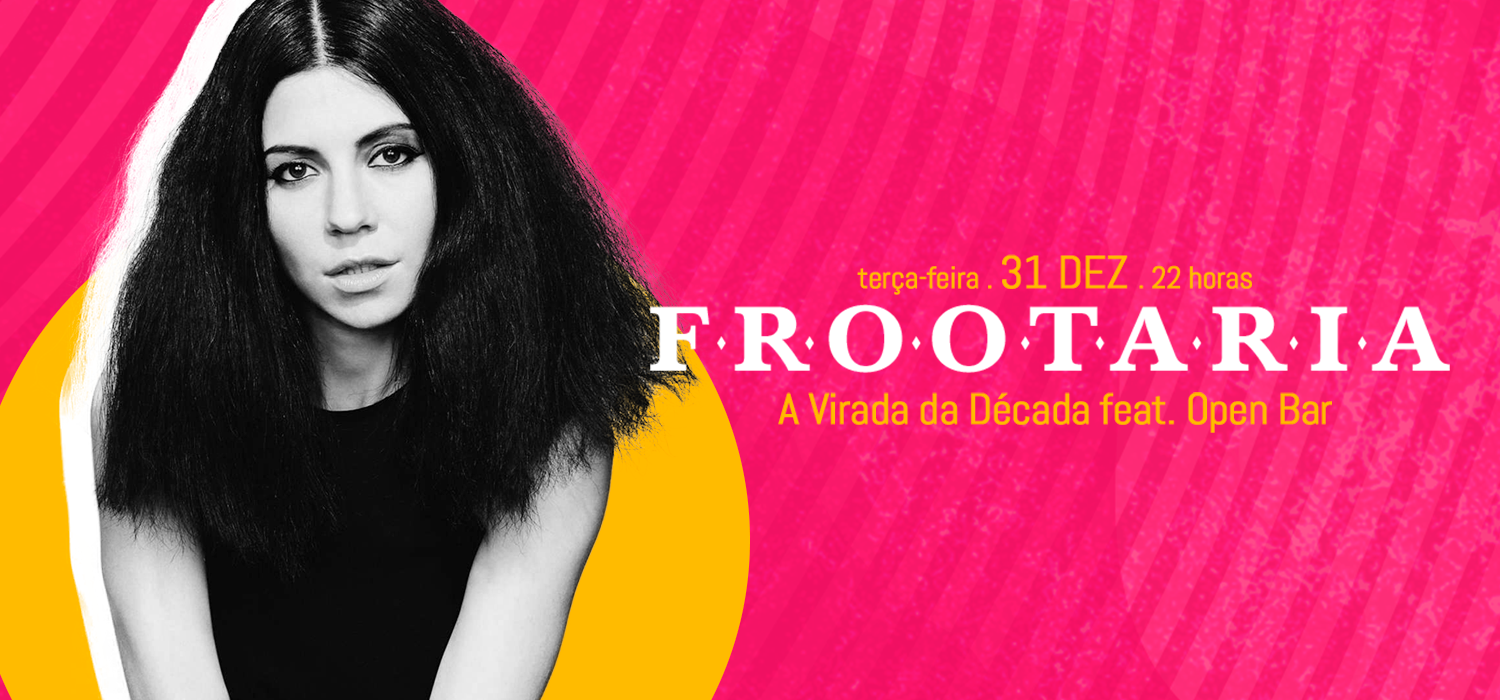 terça-feira . 31 DEZ . 22 horas
F·R·O·O·T·A·R·I·A
A Virada da Década feat. Open Bar